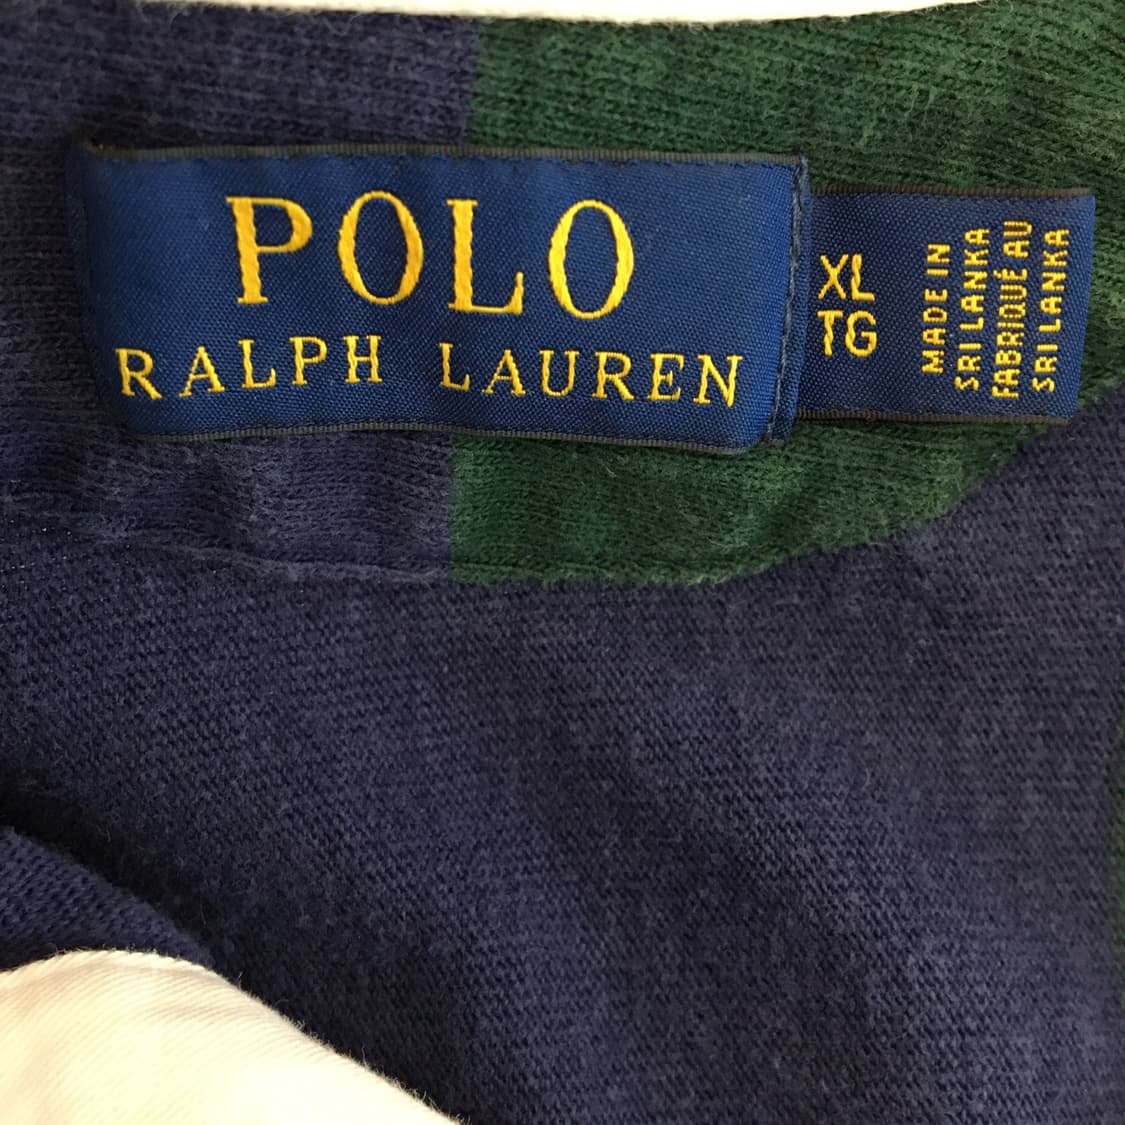 POLO
RALPH LAUREN
XL
TG
MADE IN
SRI LANKA
FABRIQUÉ AU
SRI LANKA